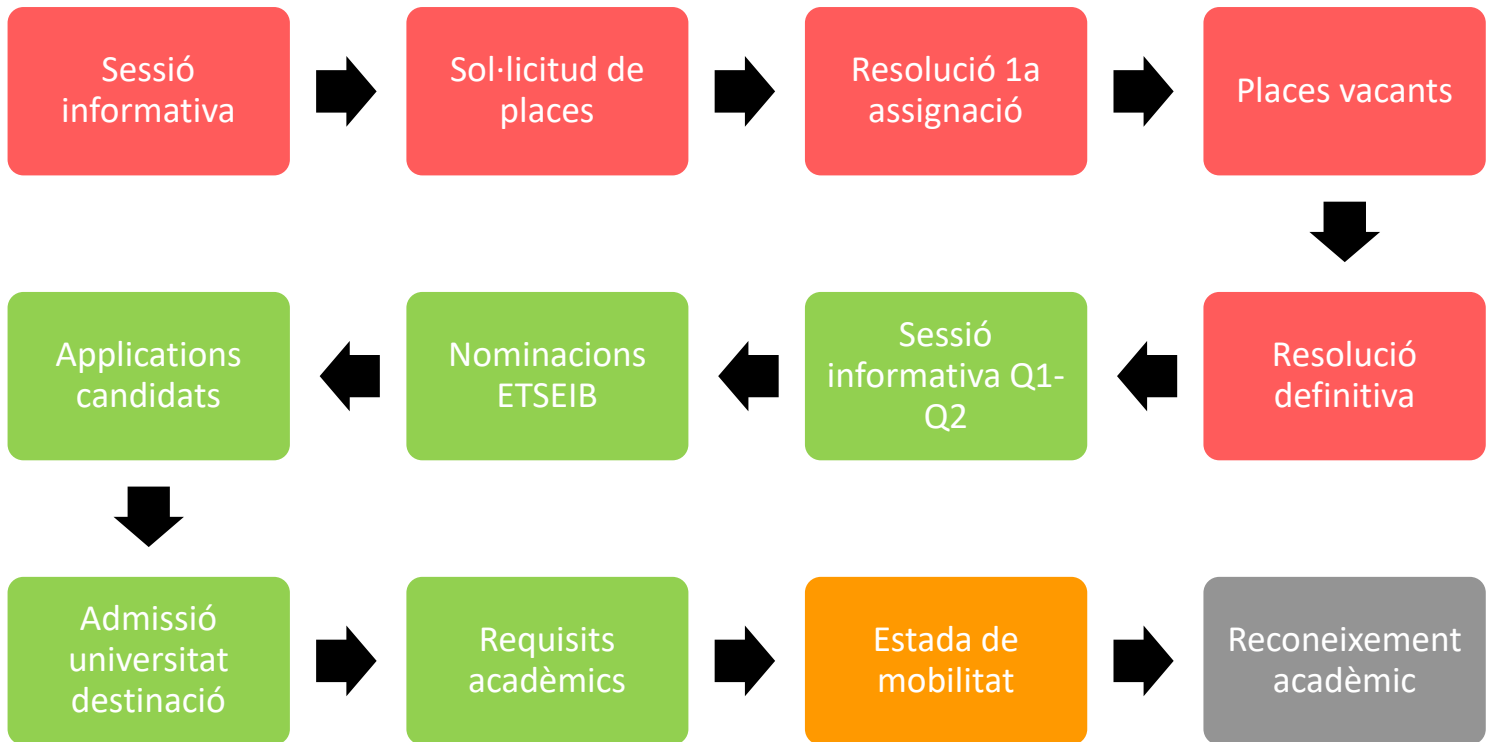 Sessió
informativa
Sol·licitud de
places
Resolució 1a
assignació
Places vacants
Resolució
definitiva
Sessió
informativa Q1-
Q2
Nominacions
ETSEIB
Applications
candidats
Admissió
universitat
destinació
Requisits
acadèmics
Estada de
mobilitat
Reconeixement
acadèmic